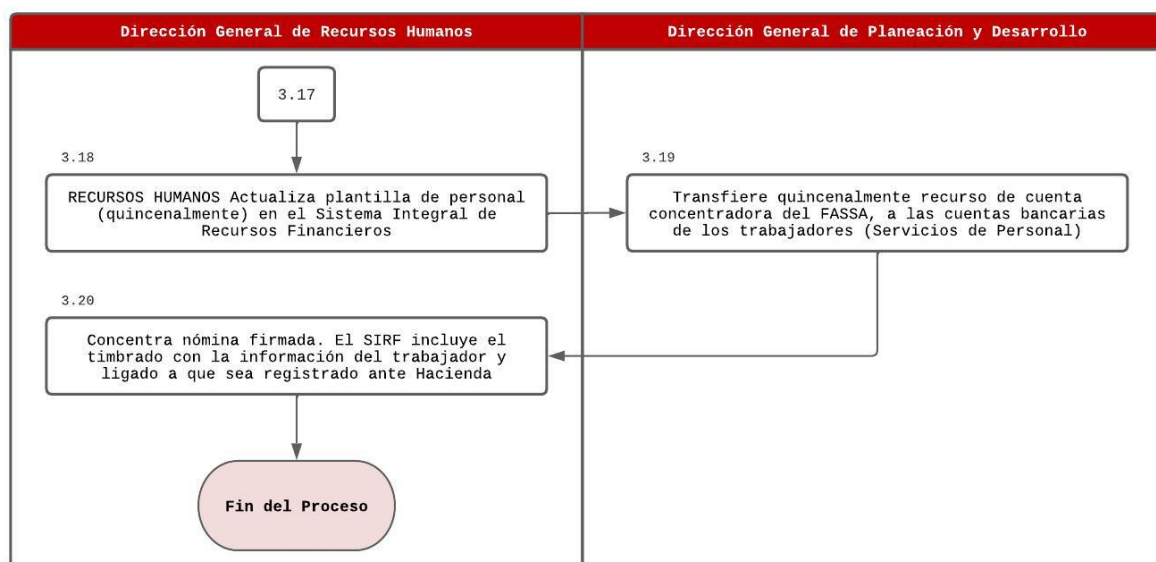 Dirección General de Recursos Humanos
Dirección General de Planeación y Desarrollo
3.17
3.18
RECURSOS HUMANOS Actualiza plantilla de personal
(quincenalmente) en el Sistema Integral de
Recursos Financieros
3.19
Transfiere quincenalmente recurso de cuenta
concentradora del FASSA, a las cuentas bancarias
de los trabajadores (Servicios de Personal)
3.20
Concentra nómina firmada. El SIRF incluye el
timbrado con la información del trabajador y
ligado a que sea registrado ante Hacienda
Fin del Proceso